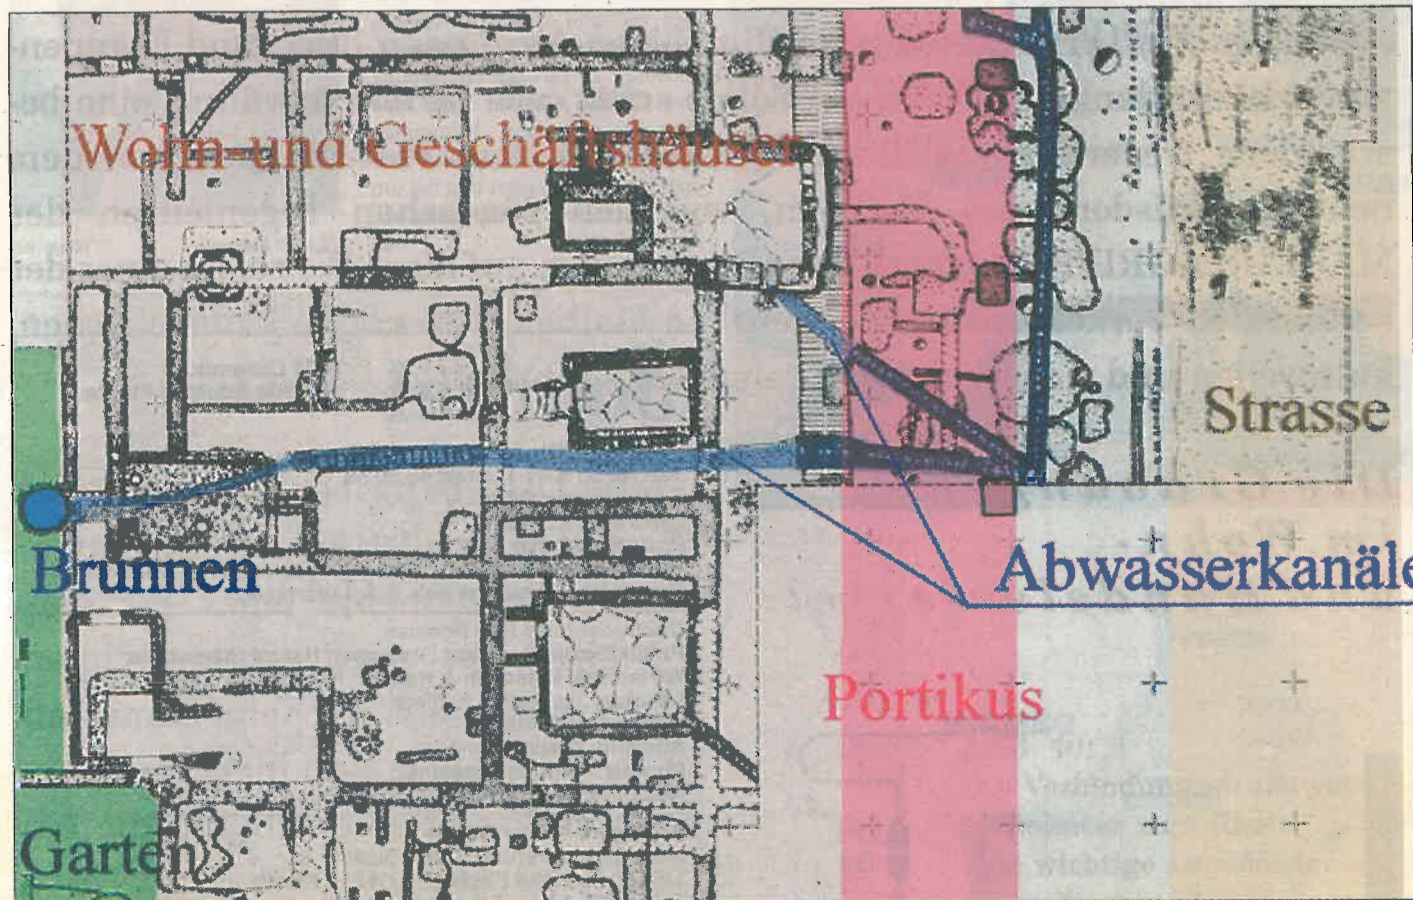 Wohn-und Geschäftshäuser
Strasse
Brunnen
Abwasserkanäle
Portikus
Garten